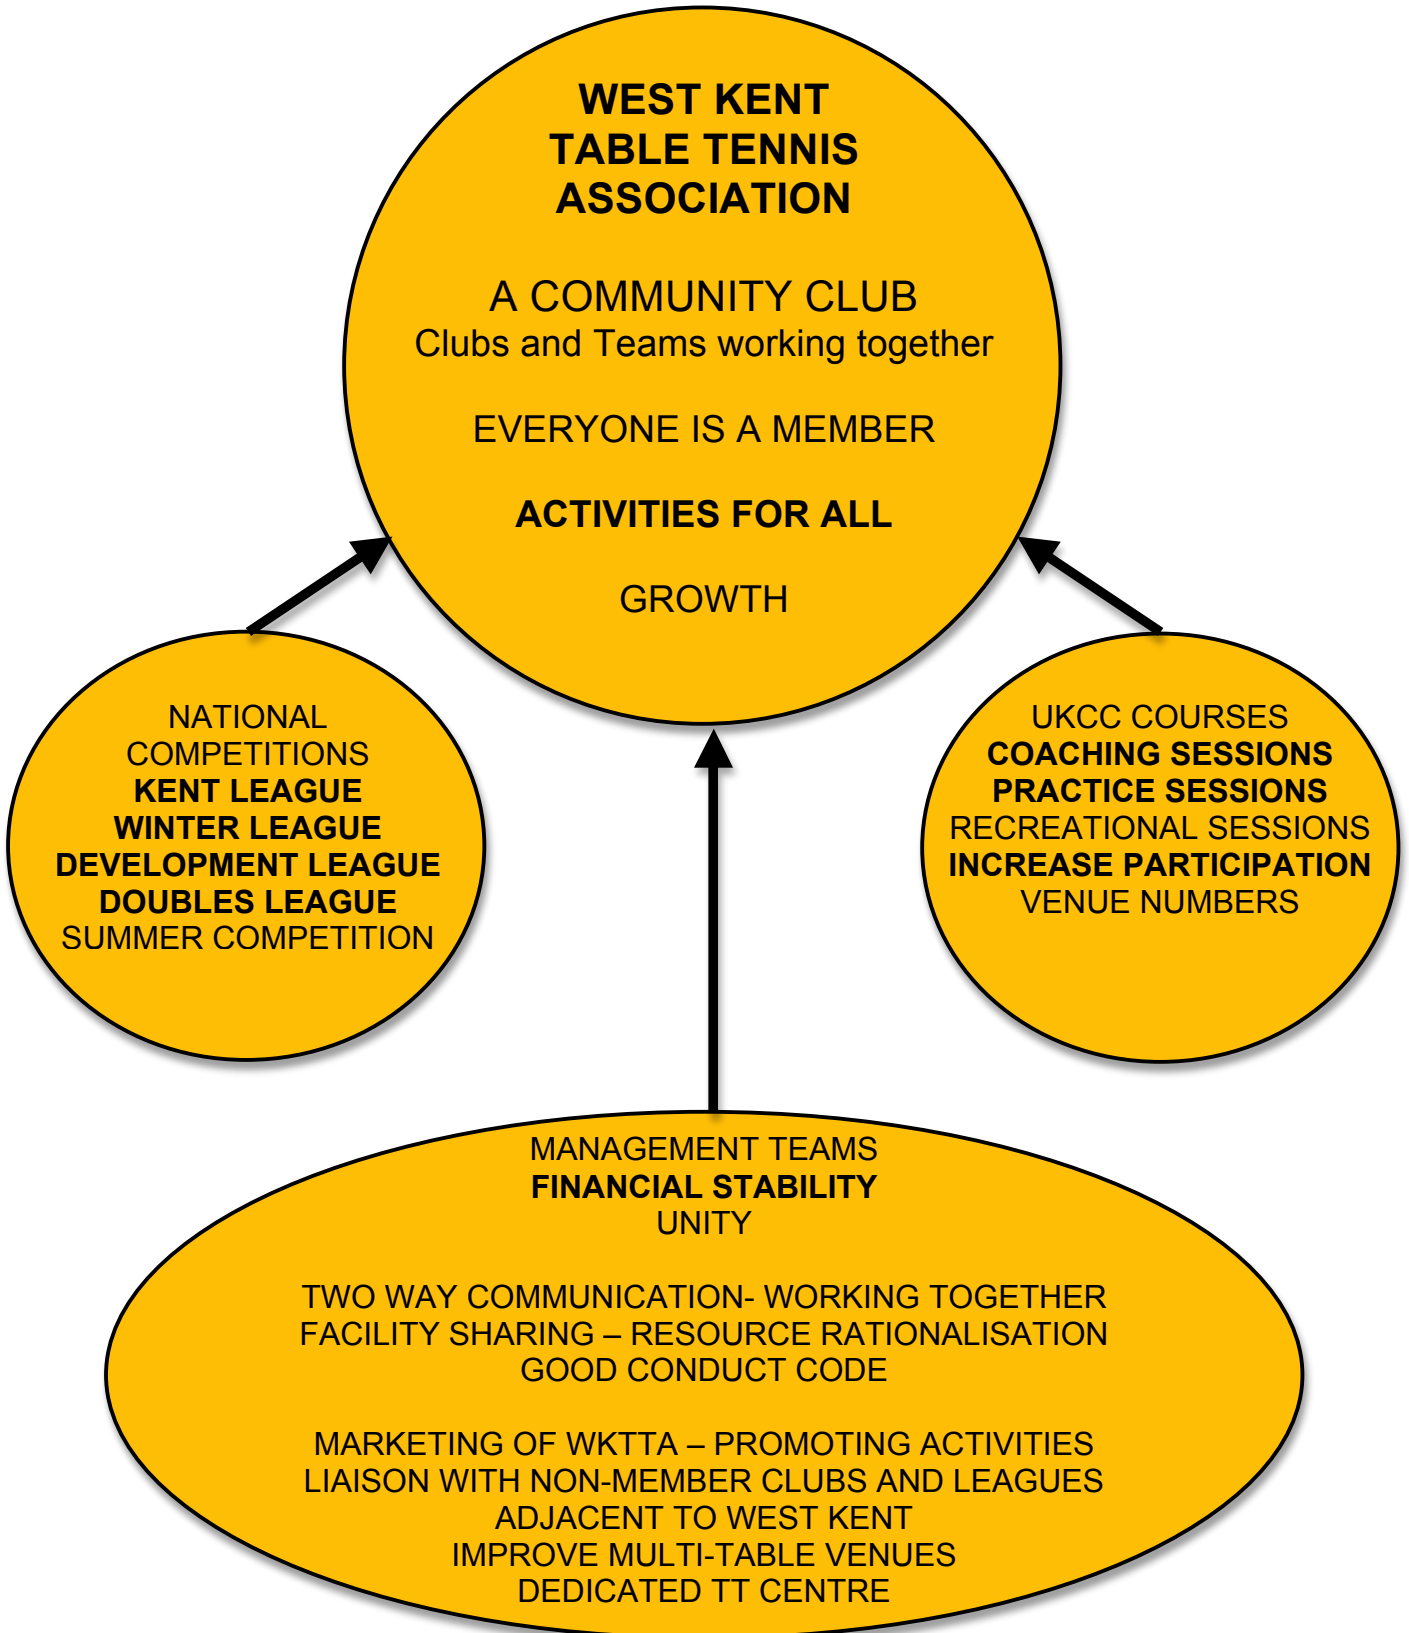 WEST KENT
TABLE TENNIS
ASSOCIATION
A COMMUNITY CLUB
Clubs and Teams working together
EVERYONE IS A MEMBER
ACTIVITIES FOR ALL
GROWTH
NATIONAL
COMPETITIONS
KENT LEAGUE
WINTER LEAGUE
DEVELOPMENT LEAGUE
DOUBLES LEAGUE
SUMMER COMPETITION
UKCC COURSES
COACHING SESSIONS
PRACTICE SESSIONS
RECREATIONAL SESSIONS
INCREASE PARTICIPATION
VENUE NUMBERS
MANAGEMENT TEAMS
FINANCIAL STABILITY
UNITY
TWO WAY COMMUNICATION- WORKING TOGETHER
FACILITY SHARING – RESOURCE RATIONALISATION
GOOD CONDUCT CODE
MARKETING OF WKTTA – PROMOTING ACTIVITIES
LIAISON WITH NON-MEMBER CLUBS AND LEAGUES
ADJACENT TO WEST KENT
IMPROVE MULTI-TABLE VENUES
DEDICATED TT CENTRE